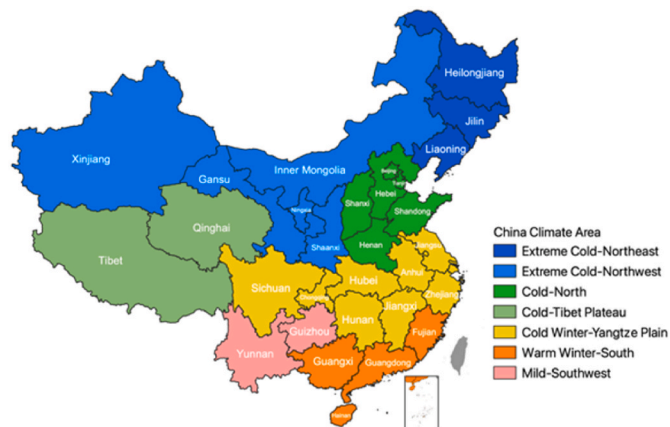 Heilongjiang
Jilin
Liaoning
Xinjiang
Inner Mongolia
Gansu
Beijing
Tianjin
Hebei
Shanxi
Shandong
Ningxia
Qinghai
Shaanxi
Henan
Tibet
Jiangsu
Anhui
Hubei
Sichuan
Chongqing
Zhejiang
Jiangxi
Hunan
Guizhou
Fujian
Yunnan
Guangxi
Guangdong
Hainan
China Climate Area
Extreme Cold-Northeast
Extreme Cold-Northwest
Cold-North
Cold-Tibet Plateau
Cold Winter-Yangtze Plain
Warm Winter-South
Mild-Southwest